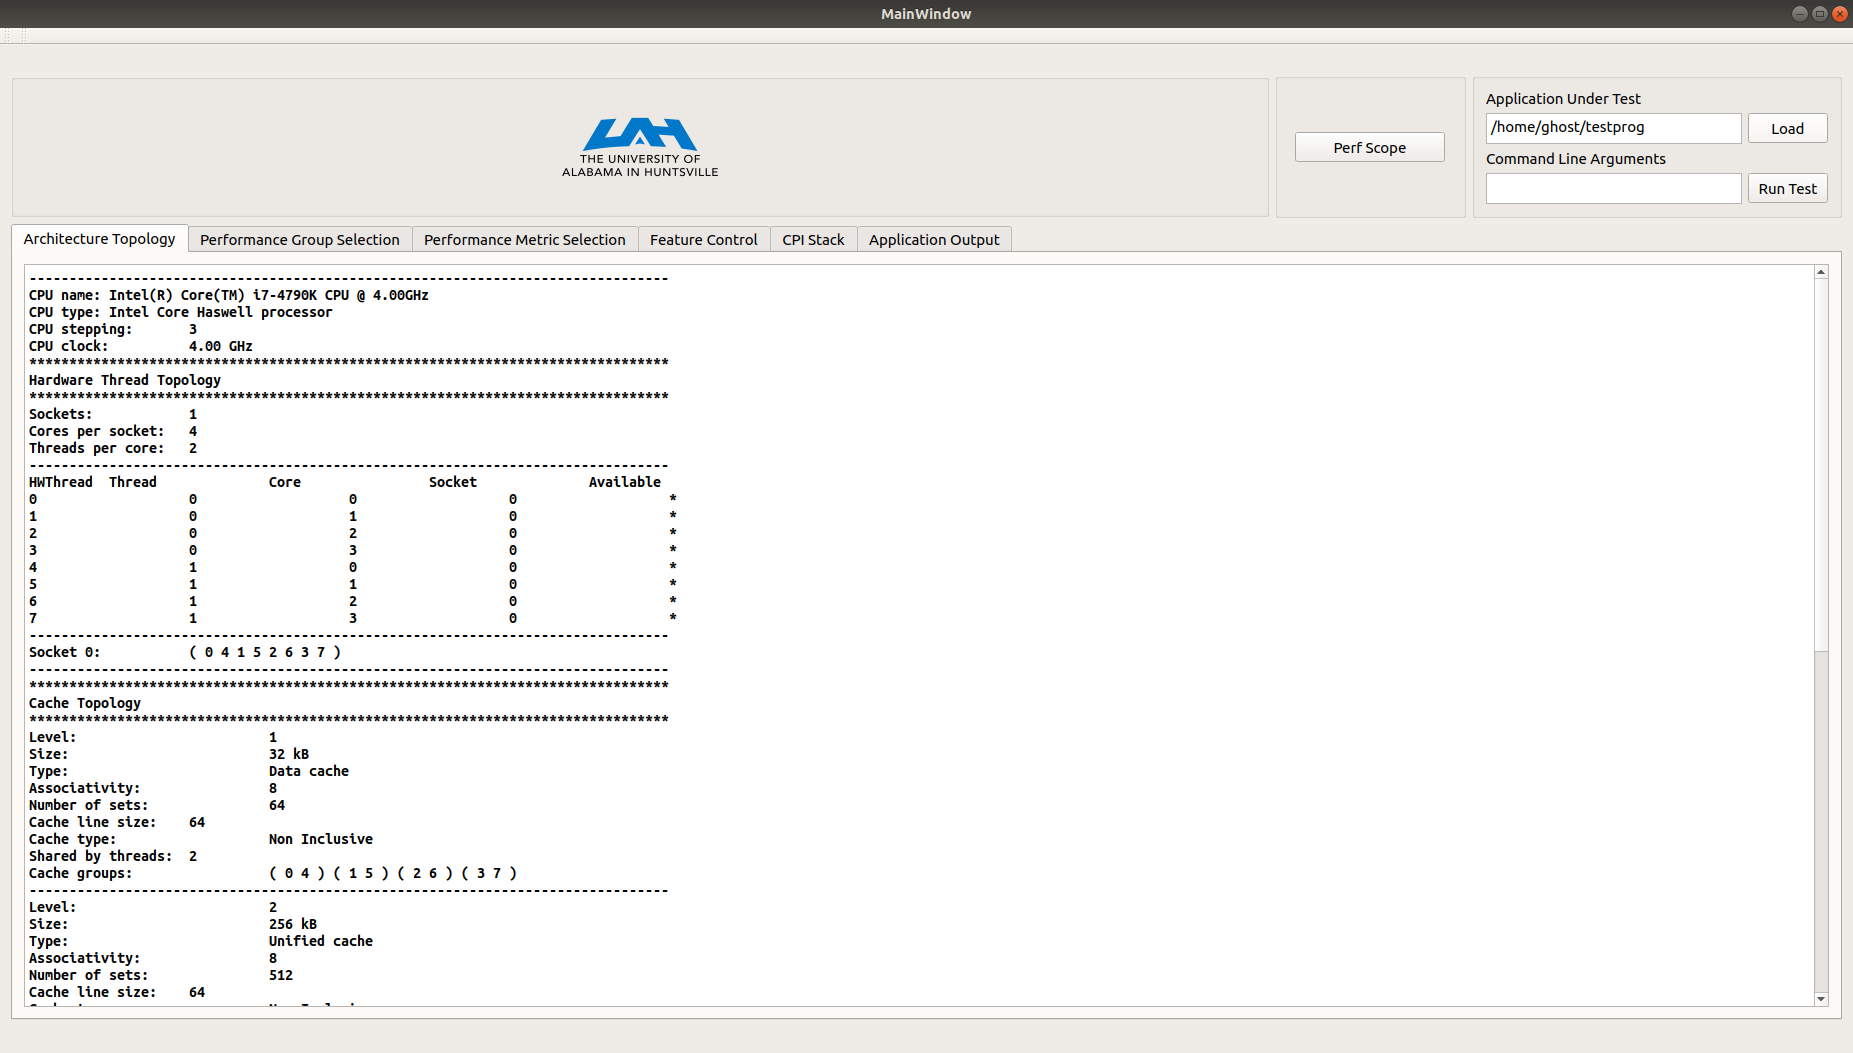 MainWindow
THE UNIVERSITY OF
ALABAMA IN HUNTSVILLE
Perf Scope
Application Under Test
/home/ghost/testprog
Load
Command Line Arguments
Run Test
Architecture Topology Performance Group Selection Performance Metric Selection Feature Control CPI Stack Application Output
--------------------------------------------------------------------------------
CPU name: Intel(R) Core(TM) i7-4790K CPU @ 4.00GHz
CPU type: Intel Core Haswell processor
CPU stepping: 3
CPU clock: 4.00 GHz
********************************************************************************
Hardware Thread Topology
********************************************************************************
Sockets: 1
Cores per socket: 4
Threads per core: 2
--------------------------------------------------------------------------------
HWThread Thread Core Socket Available
0 0 0 0 *
1 0 1 0 *
2 0 2 0 *
3 0 3 0 *
4 1 0 0 *
5 1 1 0 *
6 1 2 0 *
7 1 3 0 *
--------------------------------------------------------------------------------
Socket 0: ( 0 4 1 5 2 6 3 7 )
--------------------------------------------------------------------------------
********************************************************************************
Cache Topology
********************************************************************************
Level: 1
Size: 32 kB
Type: Data cache
Associativity: 8
Number of sets: 64
Cache line size: 64
Cache type: Non Inclusive
Shared by threads: 2
Cache groups: ( 0 4 ) ( 1 5 ) ( 2 6 ) ( 3 7 )
--------------------------------------------------------------------------------
Level: 2
Size: 256 kB
Type: Unified cache
Associativity: 8
Number of sets: 512
Cache line size: 64